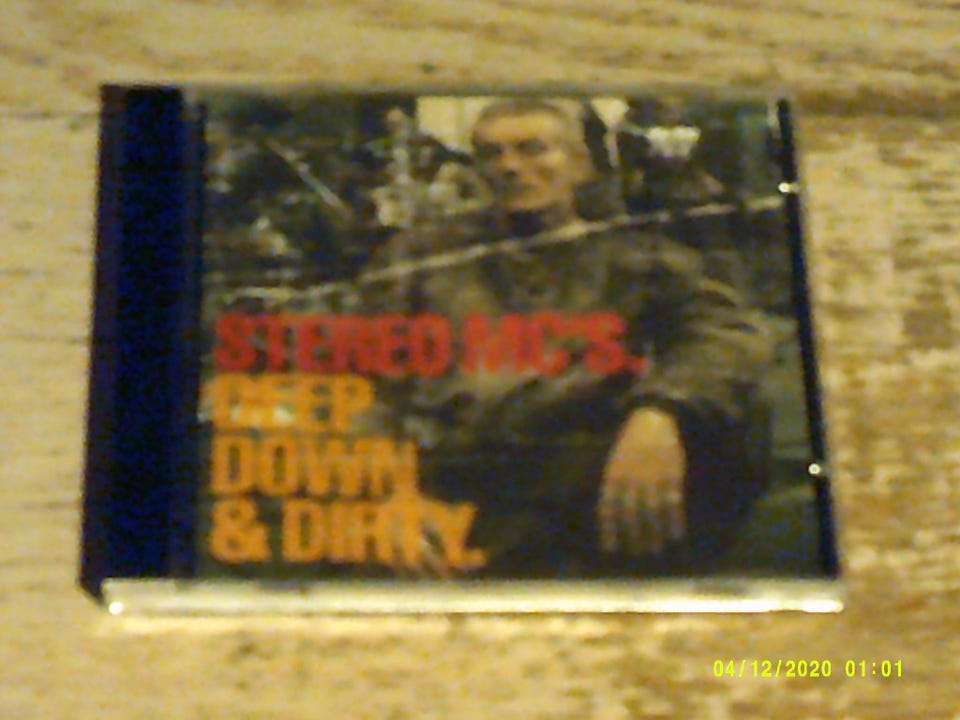 STEREO MC'S.
DEEP
DOWN
& DIRTY.
04/12/2020 01:01